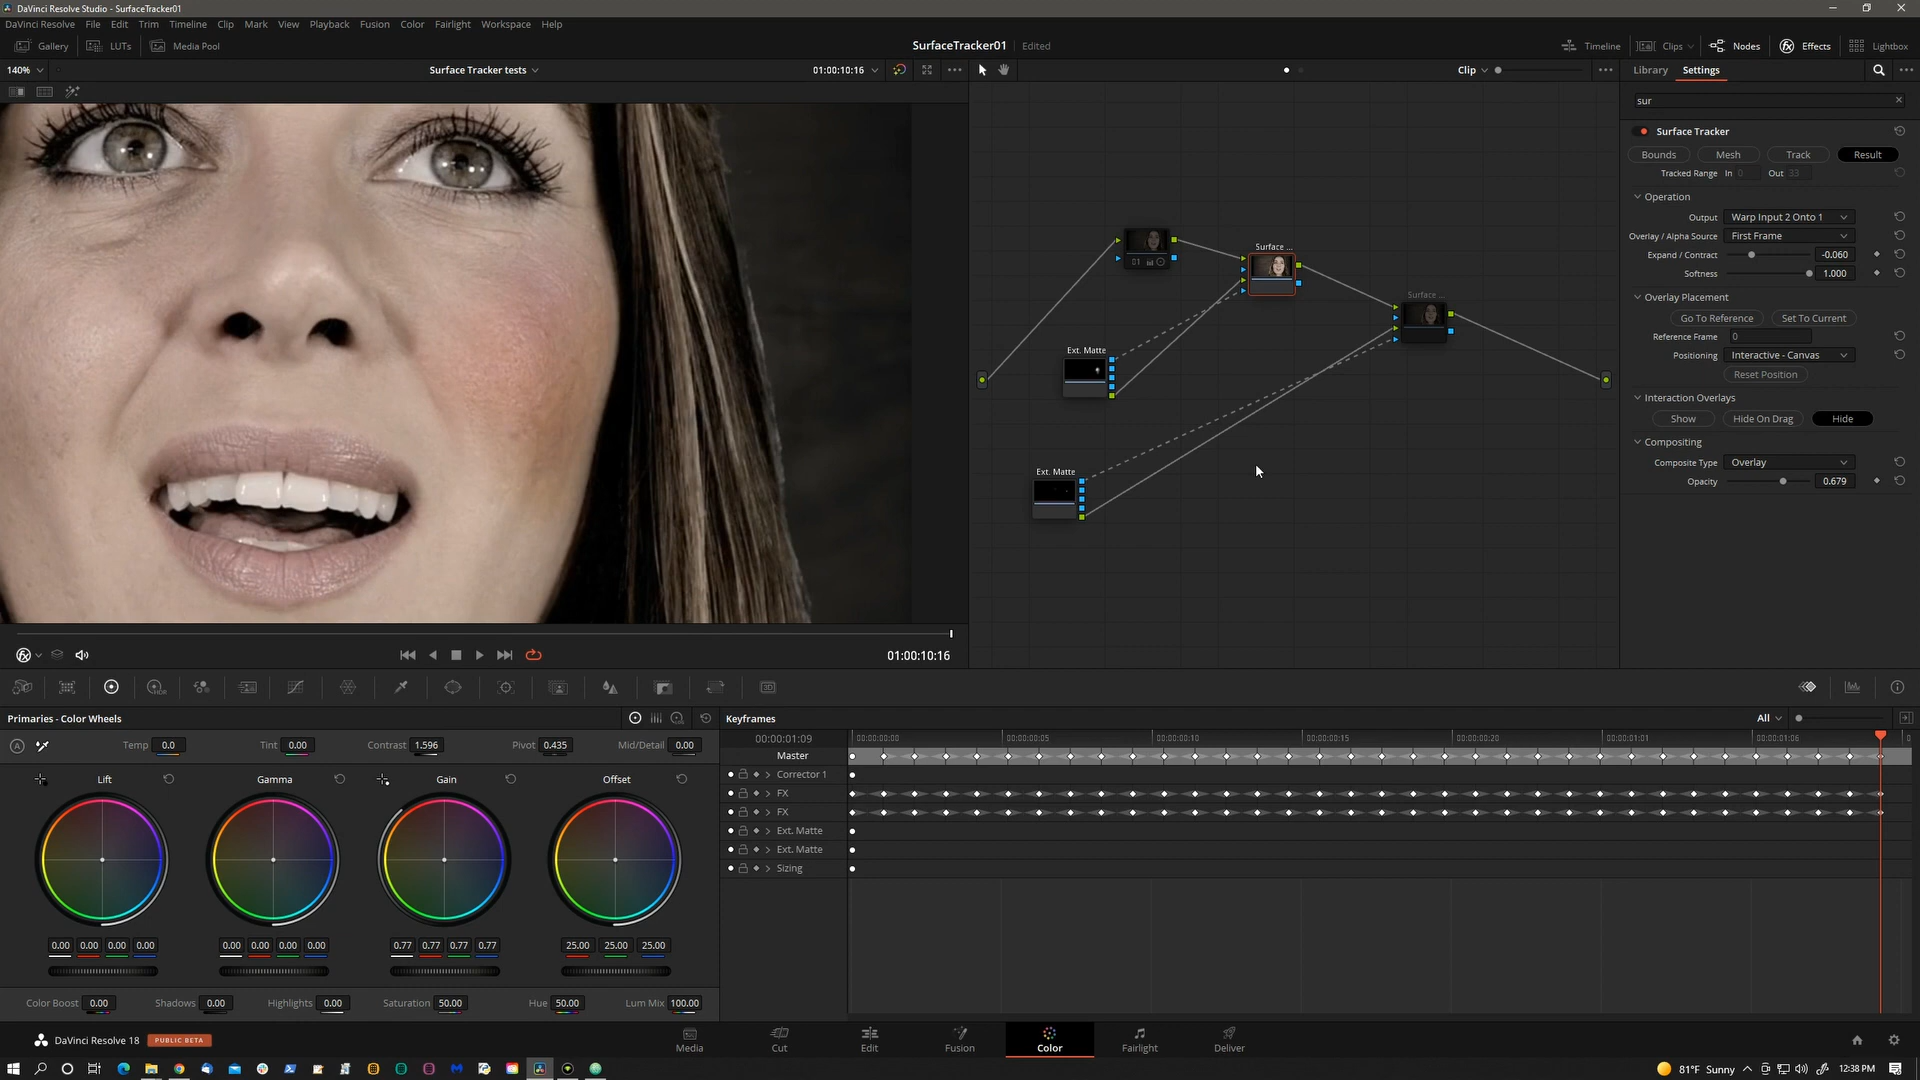 DaVinci Resolve Studio - SurfaceTracker01
DaVinci Resolve File Edit Trim Timeline Clip Mark View Playback Fusion Color Fairlight Workspace Help
Gallery LUTs Media Pool SurfaceTracker01 Edited Timeline Clips Nodes Effects Lightbox
140% Surface Tracker tests 01:00:10:16 Clip Library Settings
sur
Surface Tracker
Bounds Mesh Track Result
Tracked Range In 0 Out 33
Operation
Output Warp Input 2 Onto 1
Overlay / Alpha Source First Frame
Expand / Contract -0.060
Softness 1.000
Overlay Placement
Go To Reference Set To Current
Reference Frame 0
Positioning Interactive - Canvas
Reset Position
Interaction Overlays
Show Hide On Drag Hide
Compositing
Composite Type Overlay
Opacity 0.679
Surface ...
01
Surface ...
Ext. Matte
Ext. Matte
01:00:10:16
Primaries - Color Wheels
Temp 0.0 Tint 0.00 Contrast 1.596 Pivot 0.435 Mid/Detail 0.00
Lift Gamma Gain Offset
0.00 0.00 0.00 0.00 0.00 0.00 0.00 0.00 0.77 0.77 0.77 0.77 25.00 25.00 25.00
Color Boost 0.00 Shadows 0.00 Highlights 0.00 Saturation 50.00 Hue 50.00 Lum Mix 100.00
Keyframes All
00:00:01:09 00:00:00:00 00:00:00:05 00:00:00:10 00:00:00:15 00:00:00:20 00:00:01:01 00:00:01:06
Master
Corrector 1
FX
FX
Ext. Matte
Ext. Matte
Sizing
DaVinci Resolve 18 PUBLIC BETA
Media Cut Edit Fusion Color Fairlight Deliver
81°F Sunny 12:38 PM